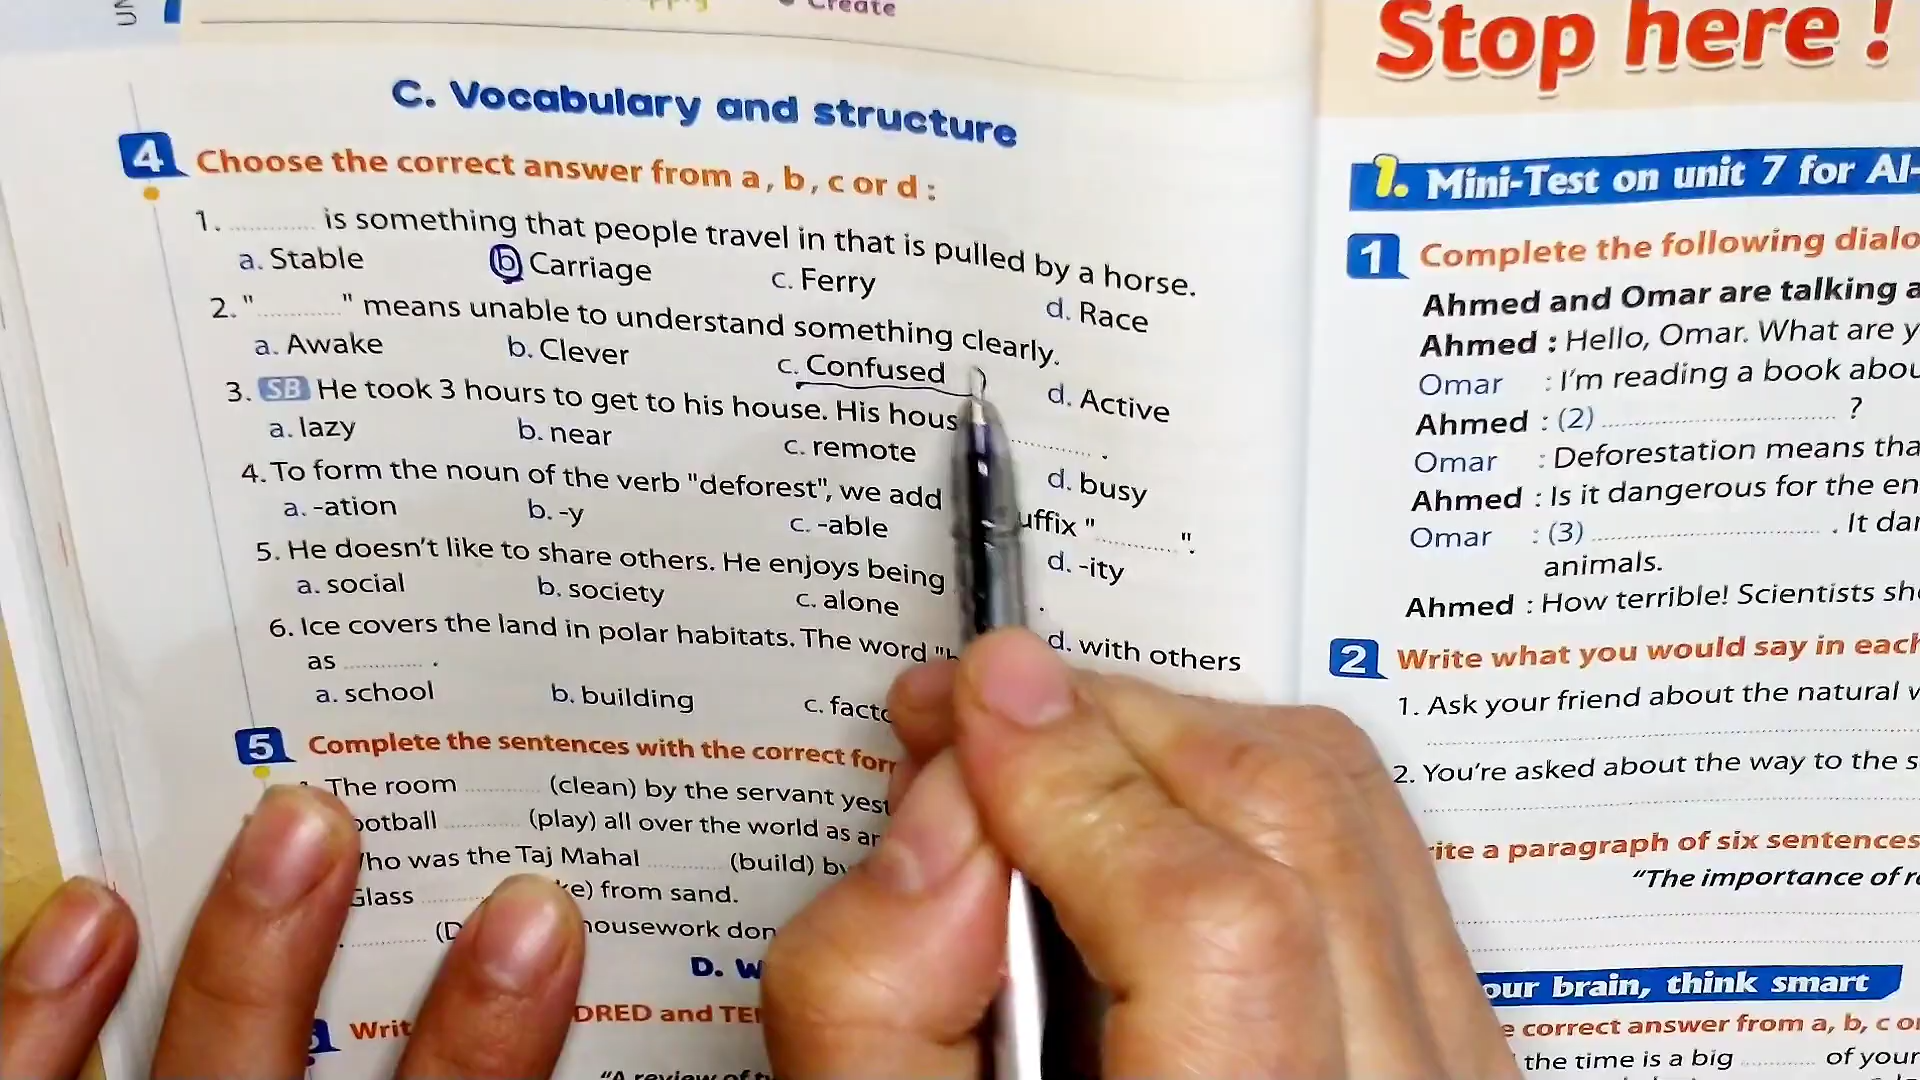 Create
C. Vocabulary and structure
4 Choose the correct answer from a, b, c or d :
1. ............ is something that people travel in that is pulled by a horse.
a. Stable b Carriage c. Ferry d. Race
2. "............" means unable to understand something clearly.
a. Awake b. Clever c. Confused d. Active
3. SB He took 3 hours to get to his house. His hous ............ .
a. lazy b. near c. remote d. busy
4. To form the noun of the verb "deforest", we add uffix "............".
a. -ation b. -y c. -able d. -ity
5. He doesn't like to share others. He enjoys being .
a. social b. society c. alone d. with others
6. Ice covers the land in polar habitats. The word
as ............ .
a. school b. building c. facto
5 Complete the sentences with the correct for
The room ............ (clean) by the servant yest
ootball ............ (play) all over the world as
ho was the Taj Mahal ............ (build) by
Glass ............ e) from sand.
............ (D ousework don
D. W
Writ DRED and TE
"A review of
Stop here !
1. Mini-Test on unit 7 for Al-
1 Complete the following dialo
Ahmed and Omar are talking a
Ahmed : Hello, Omar. What are y
Omar : I'm reading a book abou
Ahmed : (2) ............ ?
Omar : Deforestation means tha
Ahmed : Is it dangerous for the en
Omar : (3) ............ . It dan
animals.
Ahmed : How terrible! Scientists sh
2 Write what you would say in each
1. Ask your friend about the natural
2. You're asked about the way to the s
ite a paragraph of six sentences
"The importance of re
our brain, think smart
e correct answer from a, b, c o
the time is a big ............ of your